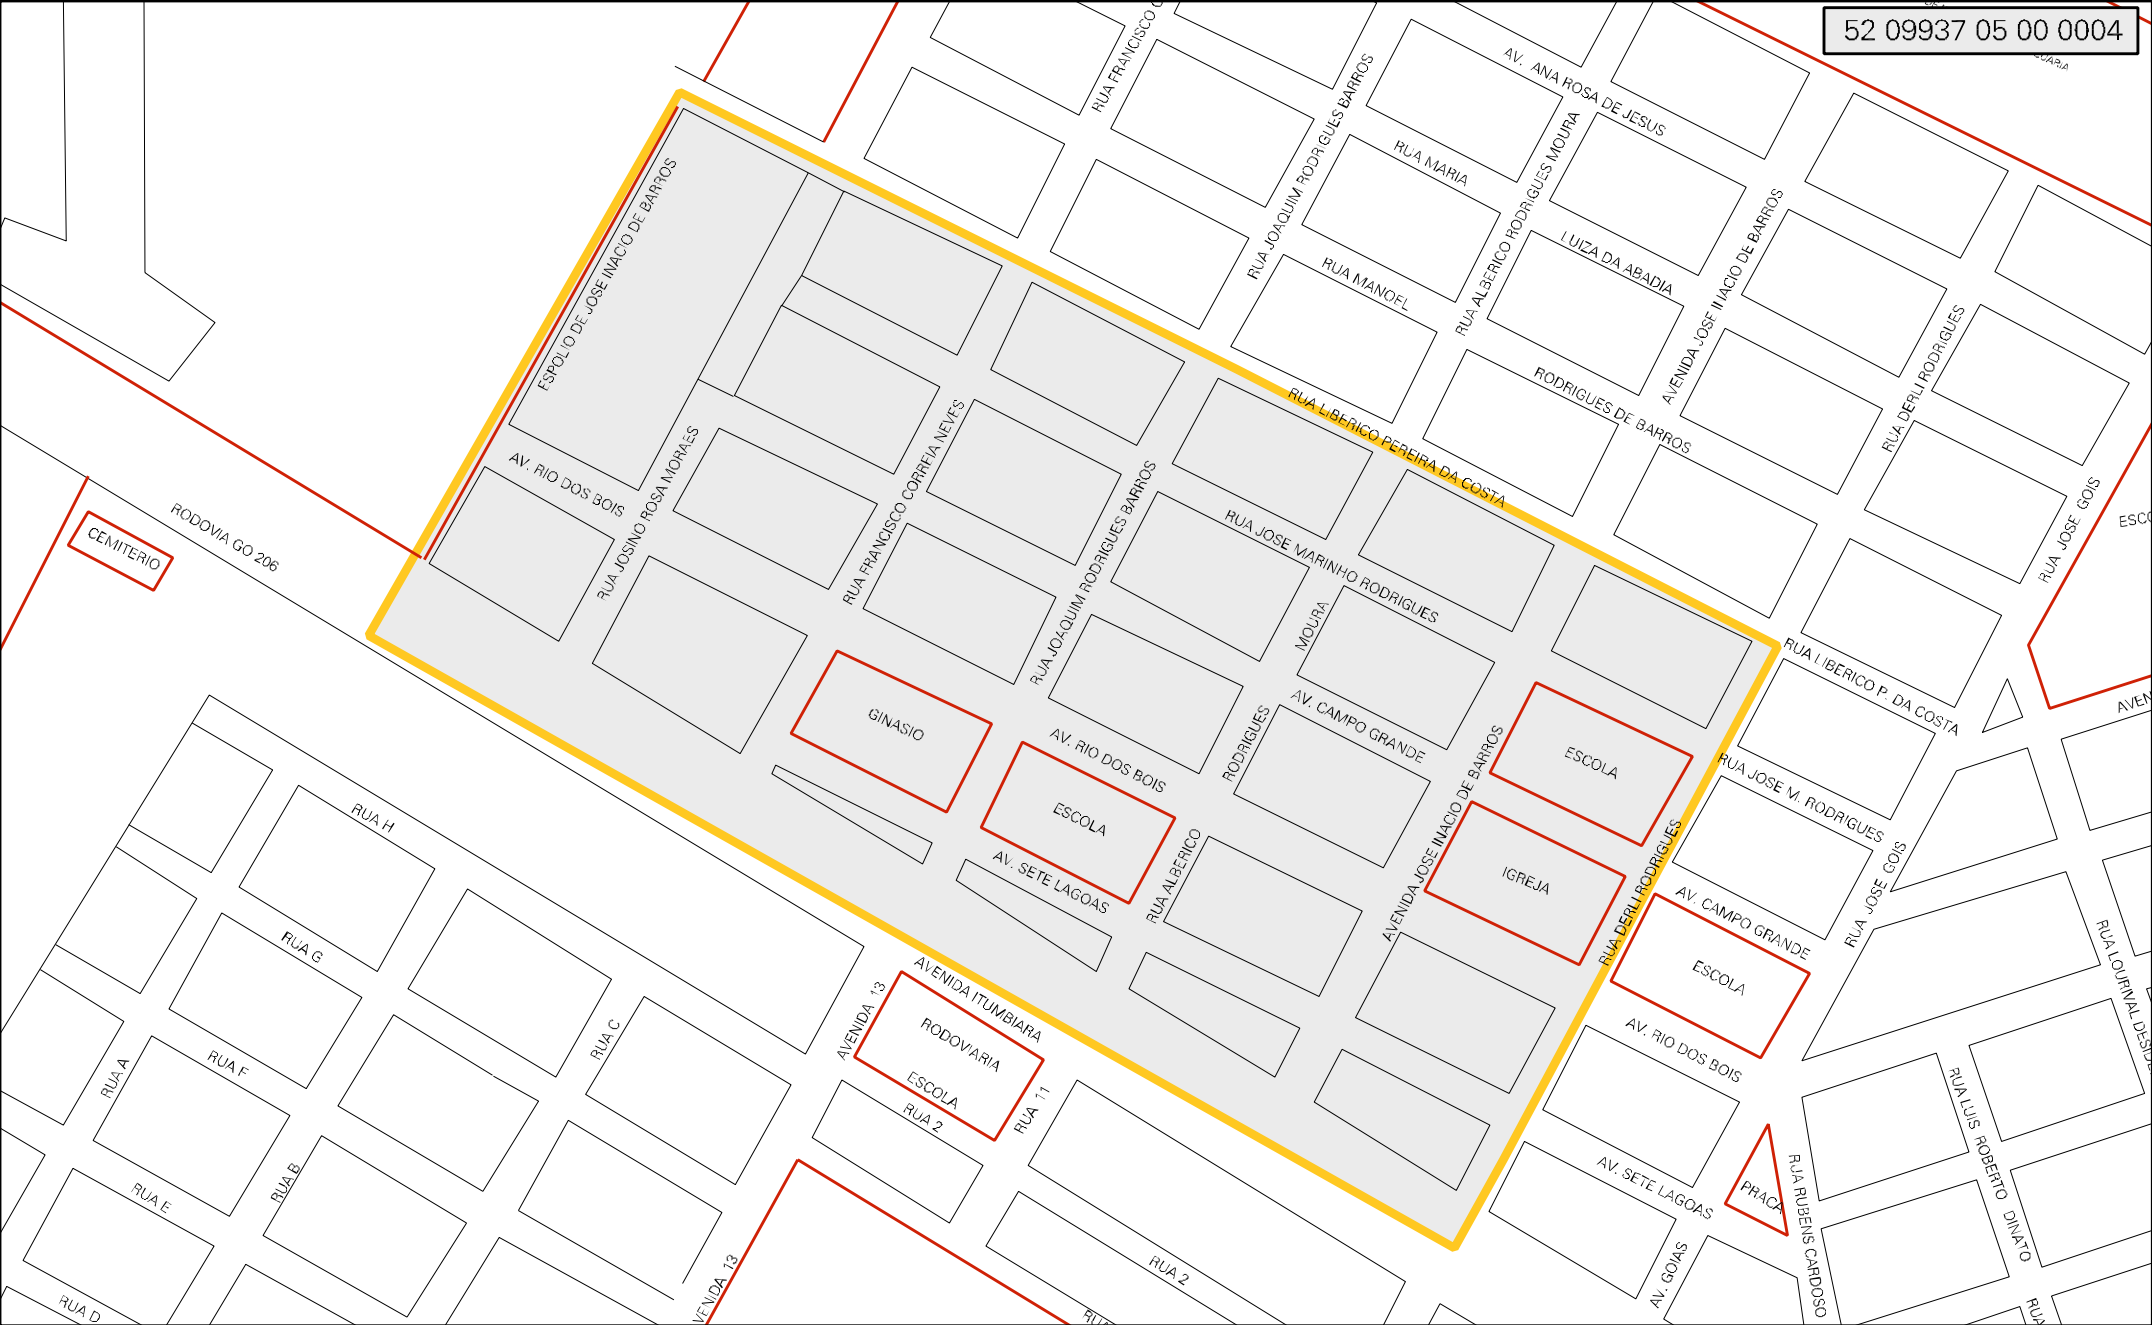 52 09937 05 00 0004
RUA FRANCISCO
AV. ANA ROSA DE JESUS
RUA JOAQUIM RODRIGUES BARROS
RUA MARIA
RUA ALBERICO RODRIGUES MOURA
LUIZA DA ABADIA
RUA MANOEL
AVENIDA JOSE INACIO DE BARROS
RUA DERLI RODRIGUES
RODRIGUES DE BARROS
ESPOLIO DE JOSE INACIO DE BARROS
RUA LIBERICO PEREIRA DA COSTA
AV. RIO DOS BOIS
RUA JOSINO ROSA MORAES
RUA FRANCISCO CORREIA NEVES
RUA JOAQUIM RODRIGUES BARROS
RUA JOSE MARINHO RODRIGUES
RUA JOSE GOIS
ESCO
CEMITERIO
RODOVIA GO 206
MOURA
RUA LIBERICO P. DA COSTA
AVEN
GINASIO
AV. RIO DOS BOIS
RODRIGUES
AV. CAMPO GRANDE
AVENIDA JOSE INACIO DE BARROS
ESCOLA
RUA JOSE M. RODRIGUES
ESCOLA
RUA H
AV. SETE LAGOAS
RUA ALBERICO
IGREJA
RUA DERLI RODRIGUES
AV. CAMPO GRANDE
RUA JOSE GOIS
RUA G
AVENIDA 13
AVENIDA ITUMBIARA
RODOVIARIA
ESCOLA
ESCOLA
RUA LOURIVAL DESIDE
RUA C
RUA F
RUA A
RUA 2
RUA 11
AV. RIO DOS BOIS
RUA LUIS ROBERTO DINATO
RUA B
RUA E
AV. SETE LAGOAS
PRACA
RUA RUBENS CARDOSO
RUA D
VENIDA 13
RUA 2
AV. GOIAS
RUA
RUA